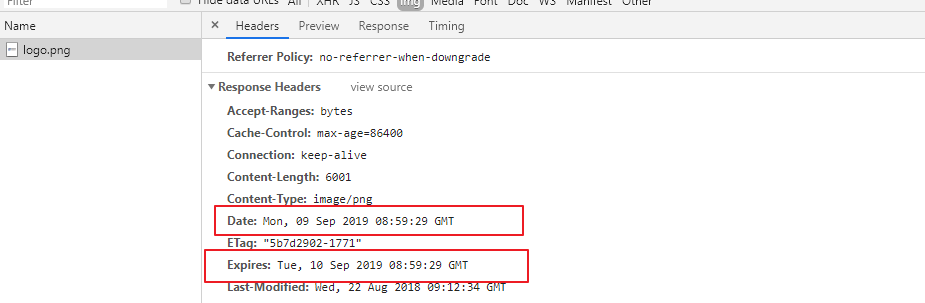 Filter Hide data URLs All XHR JS CSS Img Media Font Doc WS Manifest Other
Name × Headers Preview Response Timing
logo.png
Referrer Policy: no-referrer-when-downgrade
▼ Response Headers view source
Accept-Ranges: bytes
Cache-Control: max-age=86400
Connection: keep-alive
Content-Length: 6001
Content-Type: image/png
Date: Mon, 09 Sep 2019 08:59:29 GMT
ETag: "5b7d2902-1771"
Expires: Tue, 10 Sep 2019 08:59:29 GMT
Last-Modified: Wed, 22 Aug 2018 09:12:34 GMT